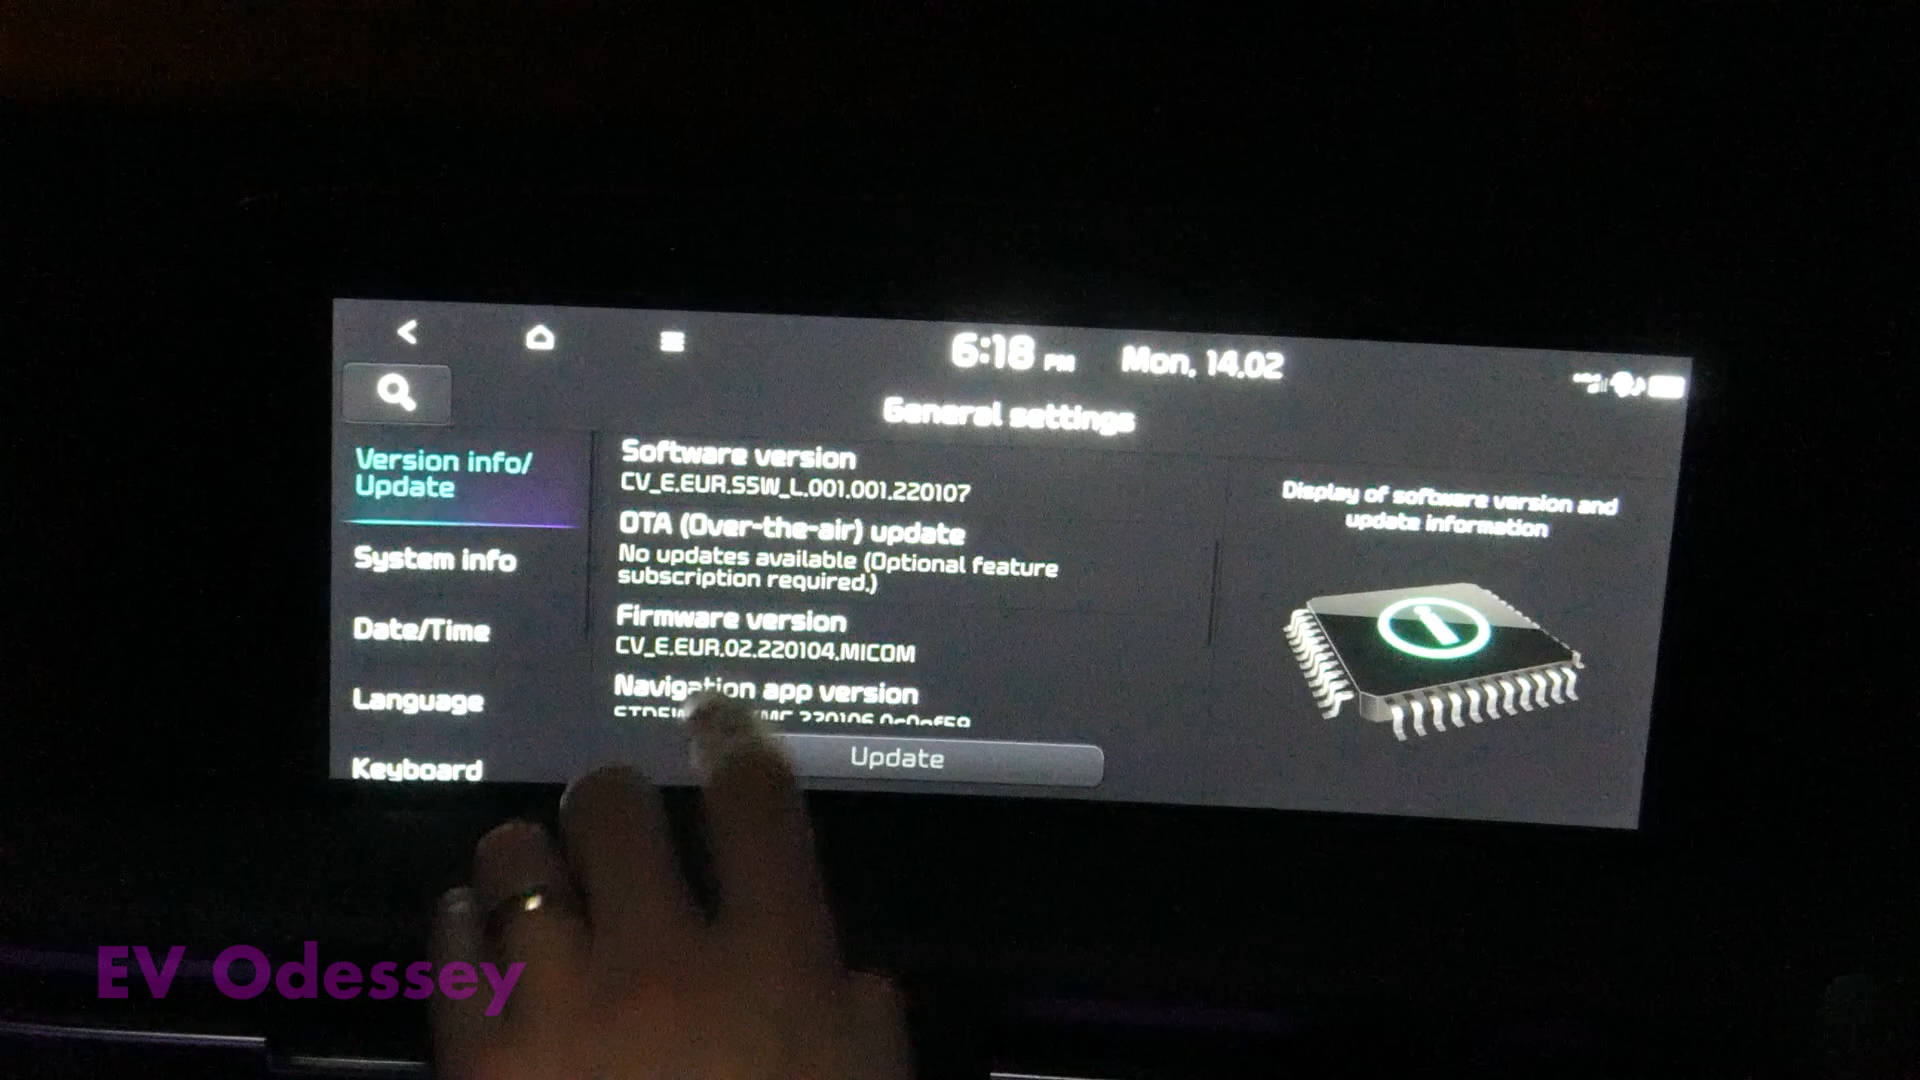 6:18 PM Mon, 14.02
General settings
Version info/
Update
System info
Date/Time
Language
Keyboard
Software version
CV_E.EUR.S5W_L.001.001.220107
OTA (Over-the-air) update
No updates available (Optional feature
subscription required.)
Firmware version
CV_E.EUR.02.220104.MICOM
Navigation app version
Update
Display of software version and
update information
EV Odessey